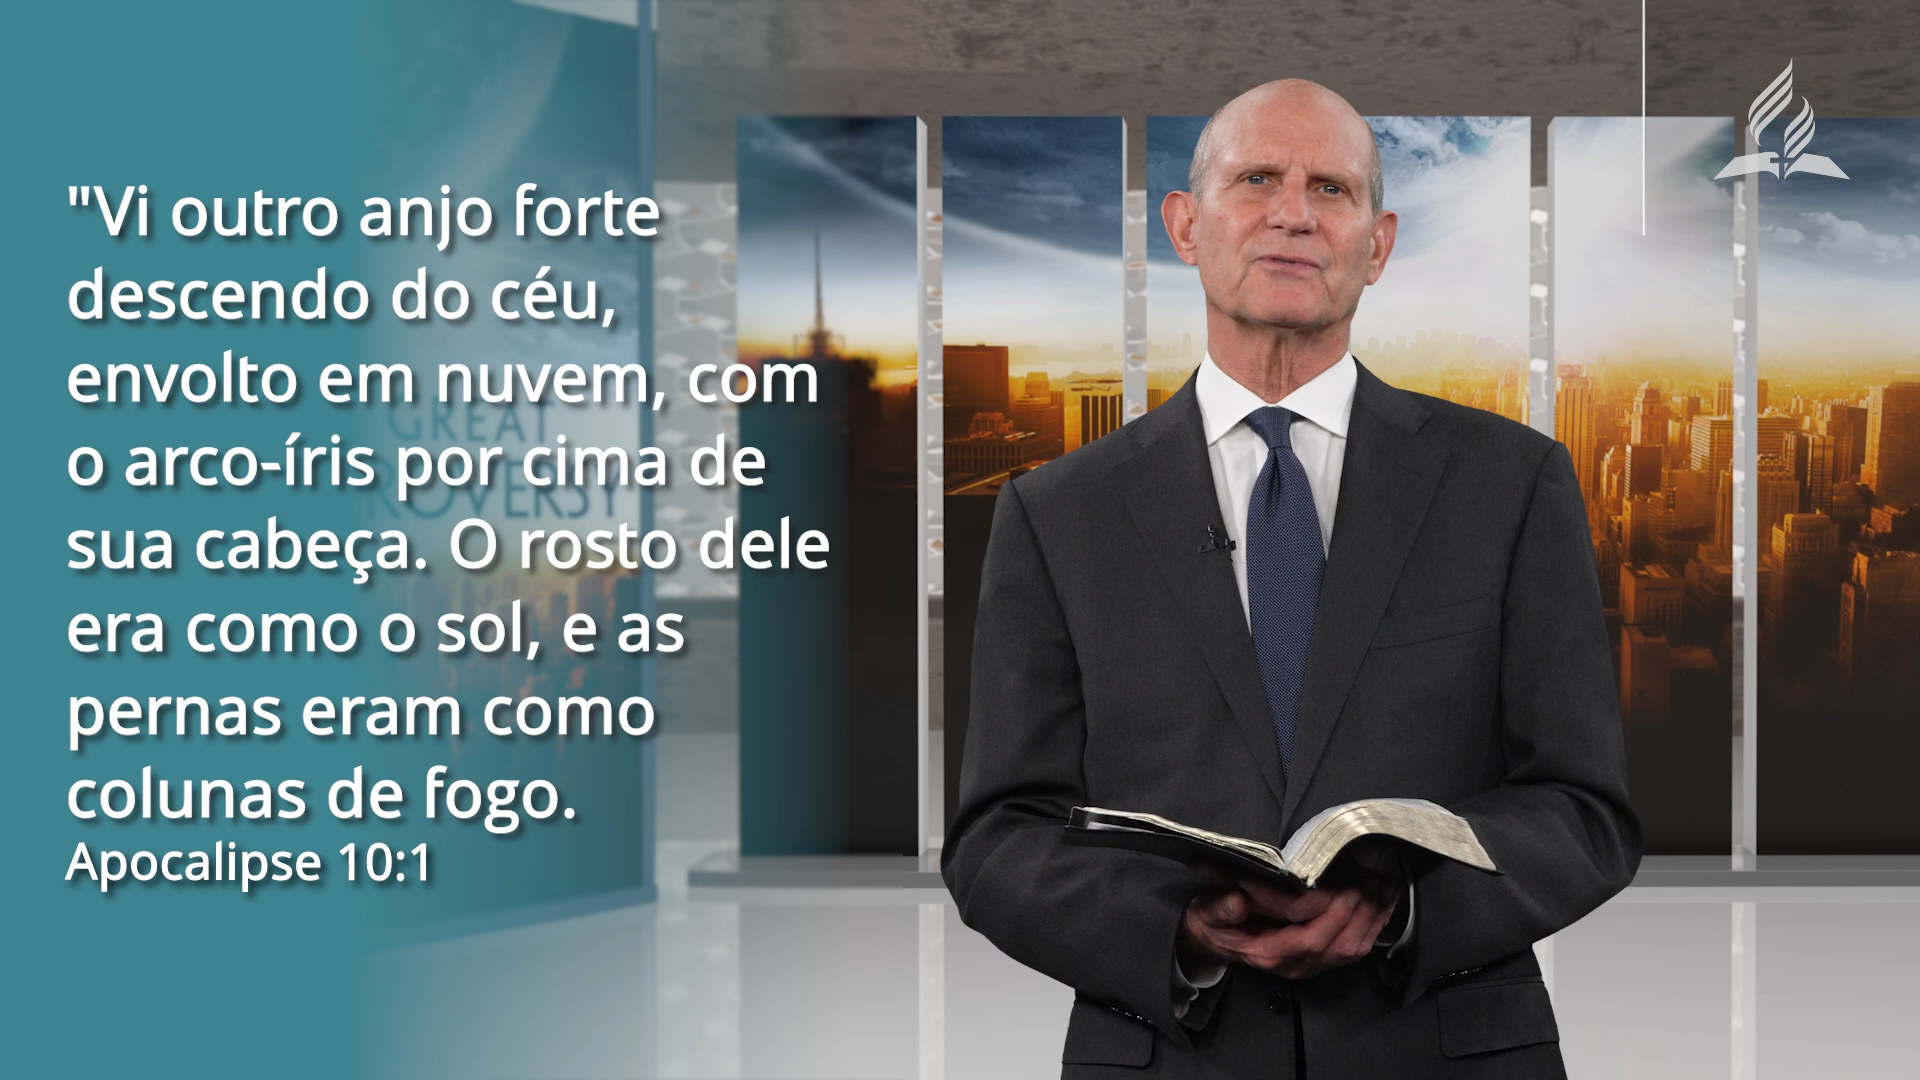 "Vi outro anjo forte
descendo do céu,
envolto em nuvem, com
o arco-íris por cima de
sua cabeça. O rosto dele
era como o sol, e as
pernas eram como
colunas de fogo.
Apocalipse 10:1
GREAT